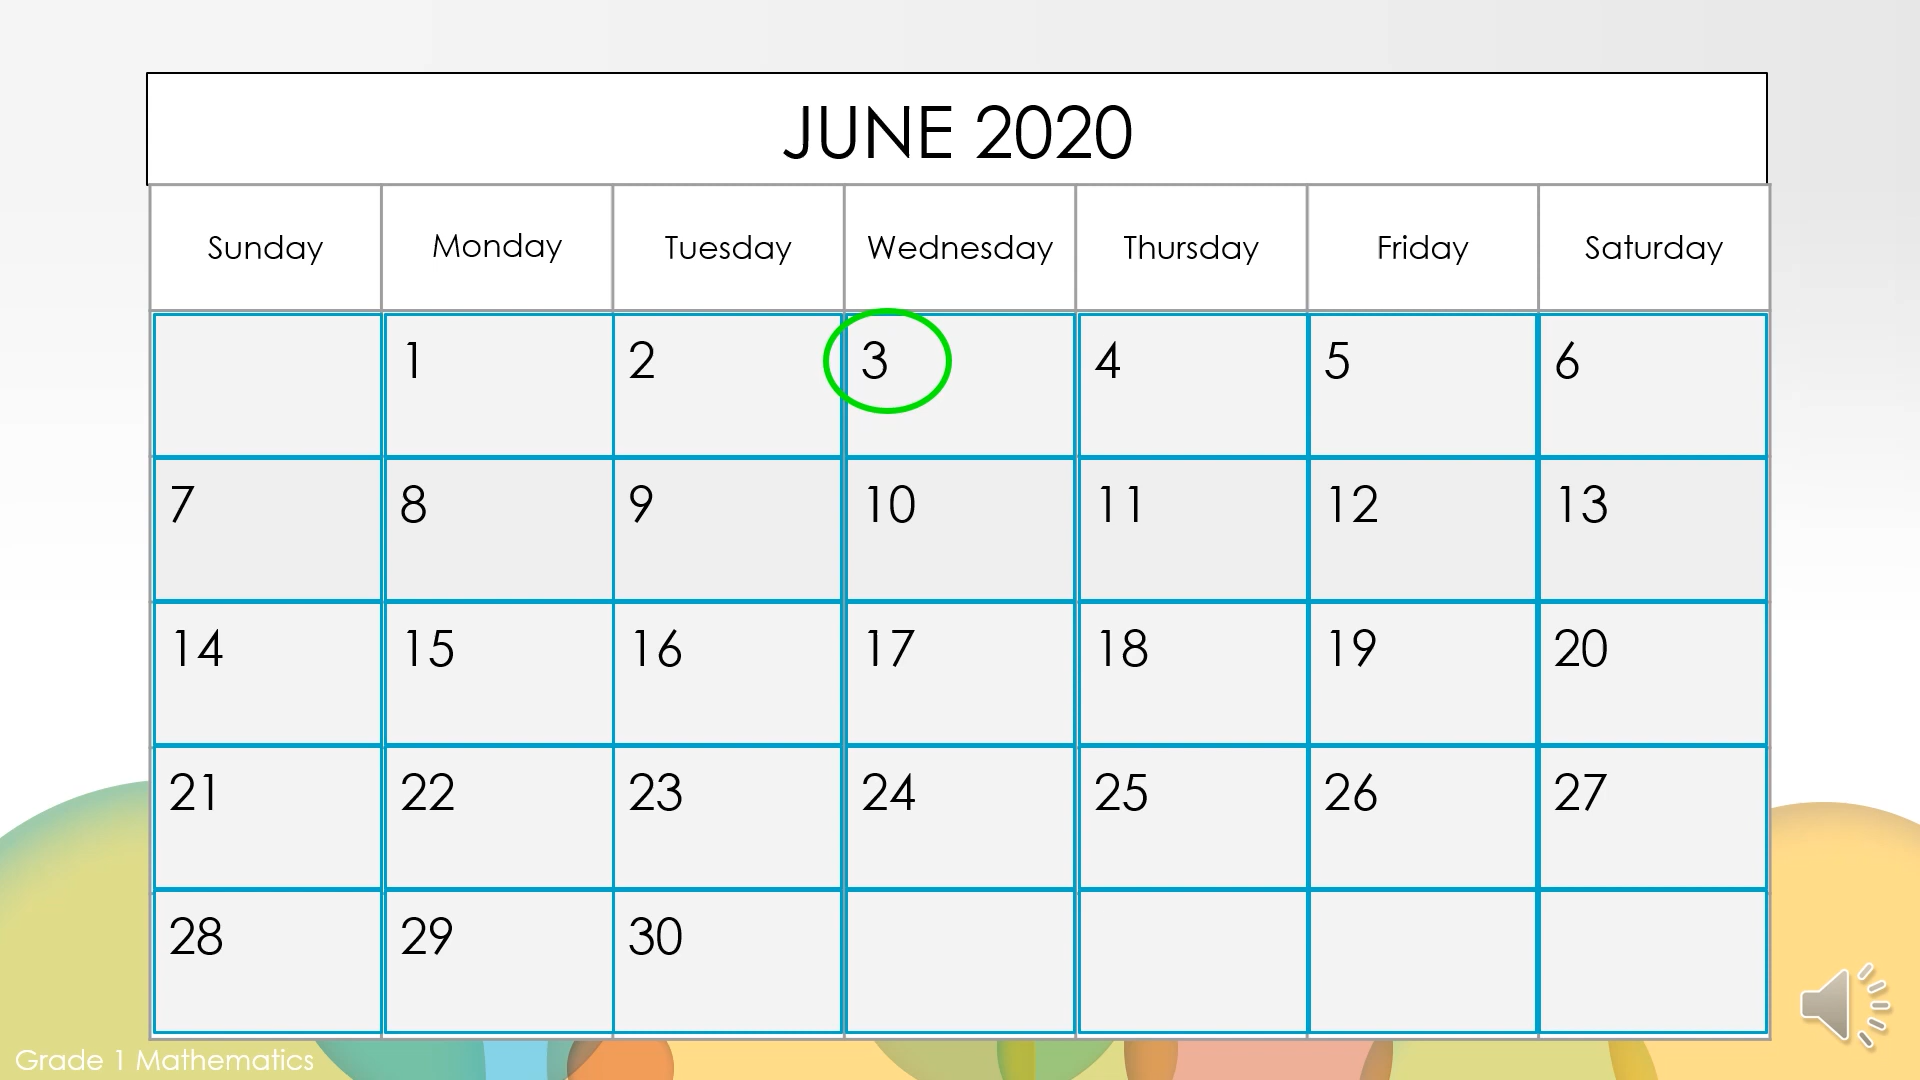 JUNE 2020
Sunday Monday Tuesday Wednesday Thursday Friday Saturday
1 2 3 4 5 6
7 8 9 10 11 12 13
14 15 16 17 18 19 20
21 22 23 24 25 26 27
28 29 30
Grade 1 Mathematics